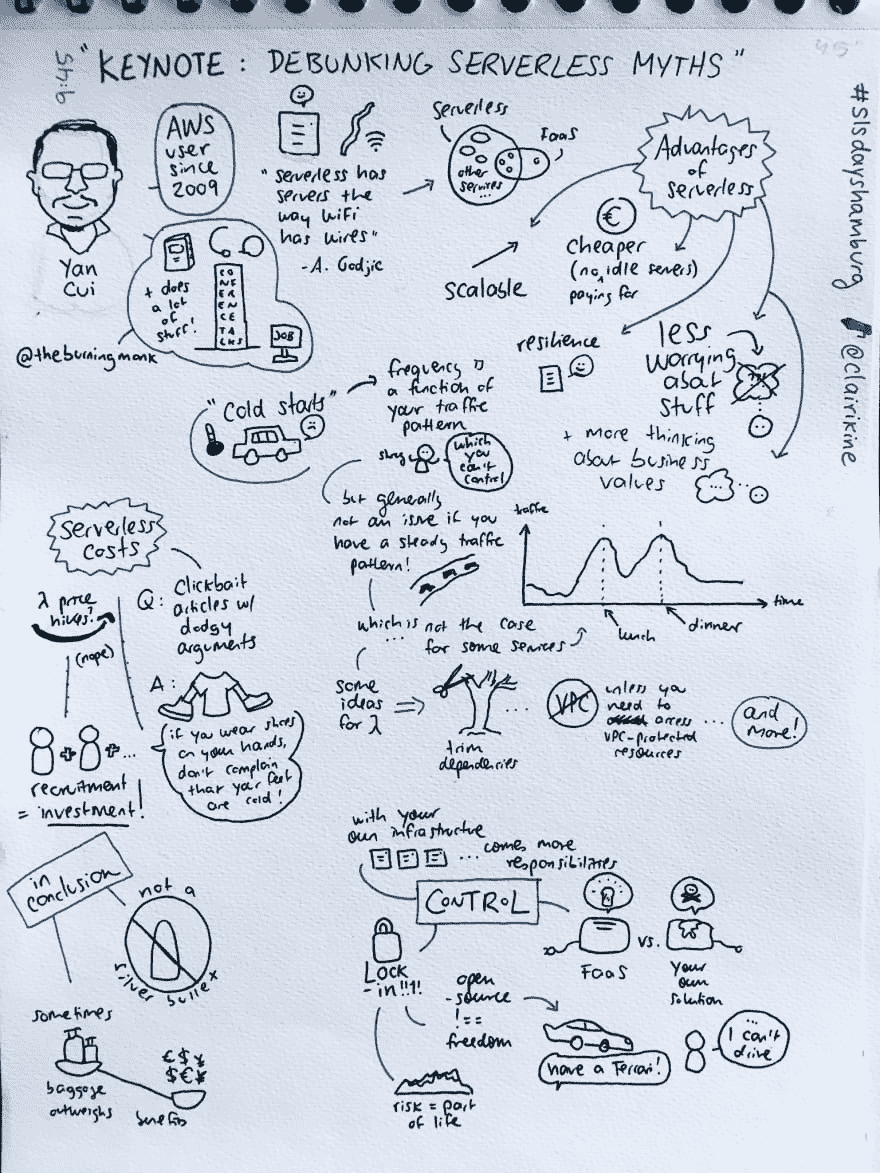 9:45
"KEYNOTE: DEBUNKING SERVERLESS MYTHS"
#slsdayshamburg
@clairikine
Yan
Cui
AWS
user
since
2009
+ does
a lot
of
stuff!
CONFERENCE TALKS
JOB
@theburningmonk
"serverless has
servers the
way WiFi
has wires"
-A. Godjic
Serverless
FaaS
other
services
...
Advantages
of
serverless
scalable
€
cheaper
(no idle servers)
paying for
resilience
less
worrying
about
stuff
+ more thinking
about business
values
...
"Cold starts"
frequency is
a function of
your traffic
pattern
shrug
which
you
can't
control
but generally
not an issue if you
have a steady traffic
pattern!
which is not the case
...
for some services
traffic
time
lunch
dinner
some
ideas
for λ
trim
dependencies
...
VPC
unless you
need to
access
VPC-protected
resources
...
and
more!
Serverless
costs
λ price
hikes?
(nope)
Q: Clickbait
articles w/
dodgy
arguments
A:
if you wear shoes
on your hands,
don't complain
that your feet
are cold!
+ + ...
recruitment
= investment!
in
conclusion
not a
silver bullet
sometimes
baggage
outweighs
€$¥
$€¥
benefits
with your
own infrastructre
... comes more
responsibilities
CONTROL
FaaS
vs.
Your
own
solution
Lock
-in!!1!
open
-source
!==
freedom
have a Ferrari!
...
I can't
drive
risk = part
of life